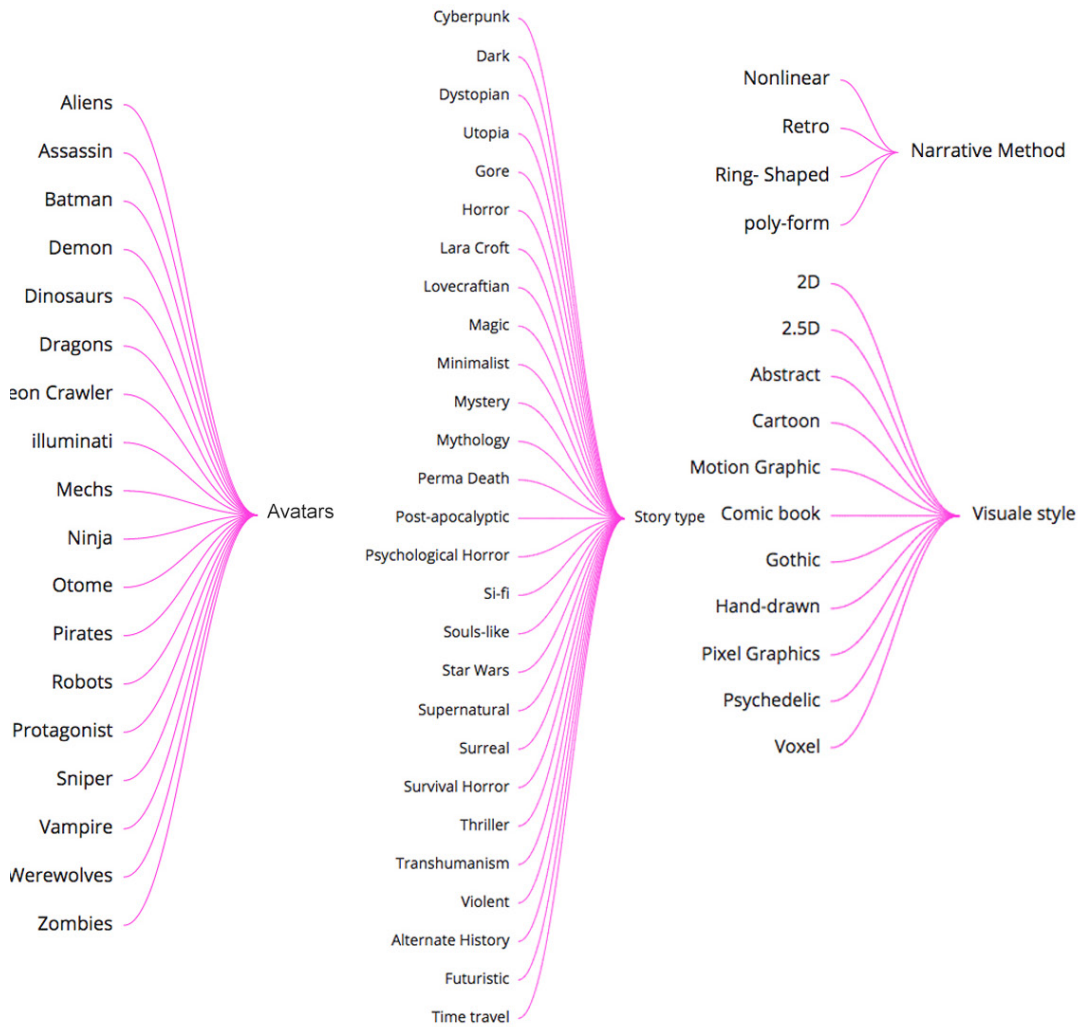 Aliens
Assassin
Batman
Demon
Dinosaurs
Dragons
eon Crawler
illuminati
Mechs
Ninja
Otome
Pirates
Robots
Protagonist
Sniper
Vampire
Werewolves
Zombies
Avatars
Cyberpunk
Dark
Dystopian
Utopia
Gore
Horror
Lara Croft
Lovecraftian
Magic
Minimalist
Mystery
Mythology
Perma Death
Post-apocalyptic
Psychological Horror
Si-fi
Souls-like
Star Wars
Supernatural
Surreal
Survival Horror
Thriller
Transhumanism
Violent
Alternate History
Futuristic
Time travel
Story type
Nonlinear
Retro
Ring- Shaped
poly-form
Narrative Method
2D
2.5D
Abstract
Cartoon
Motion Graphic
Comic book
Gothic
Hand-drawn
Pixel Graphics
Psychedelic
Voxel
Visuale style